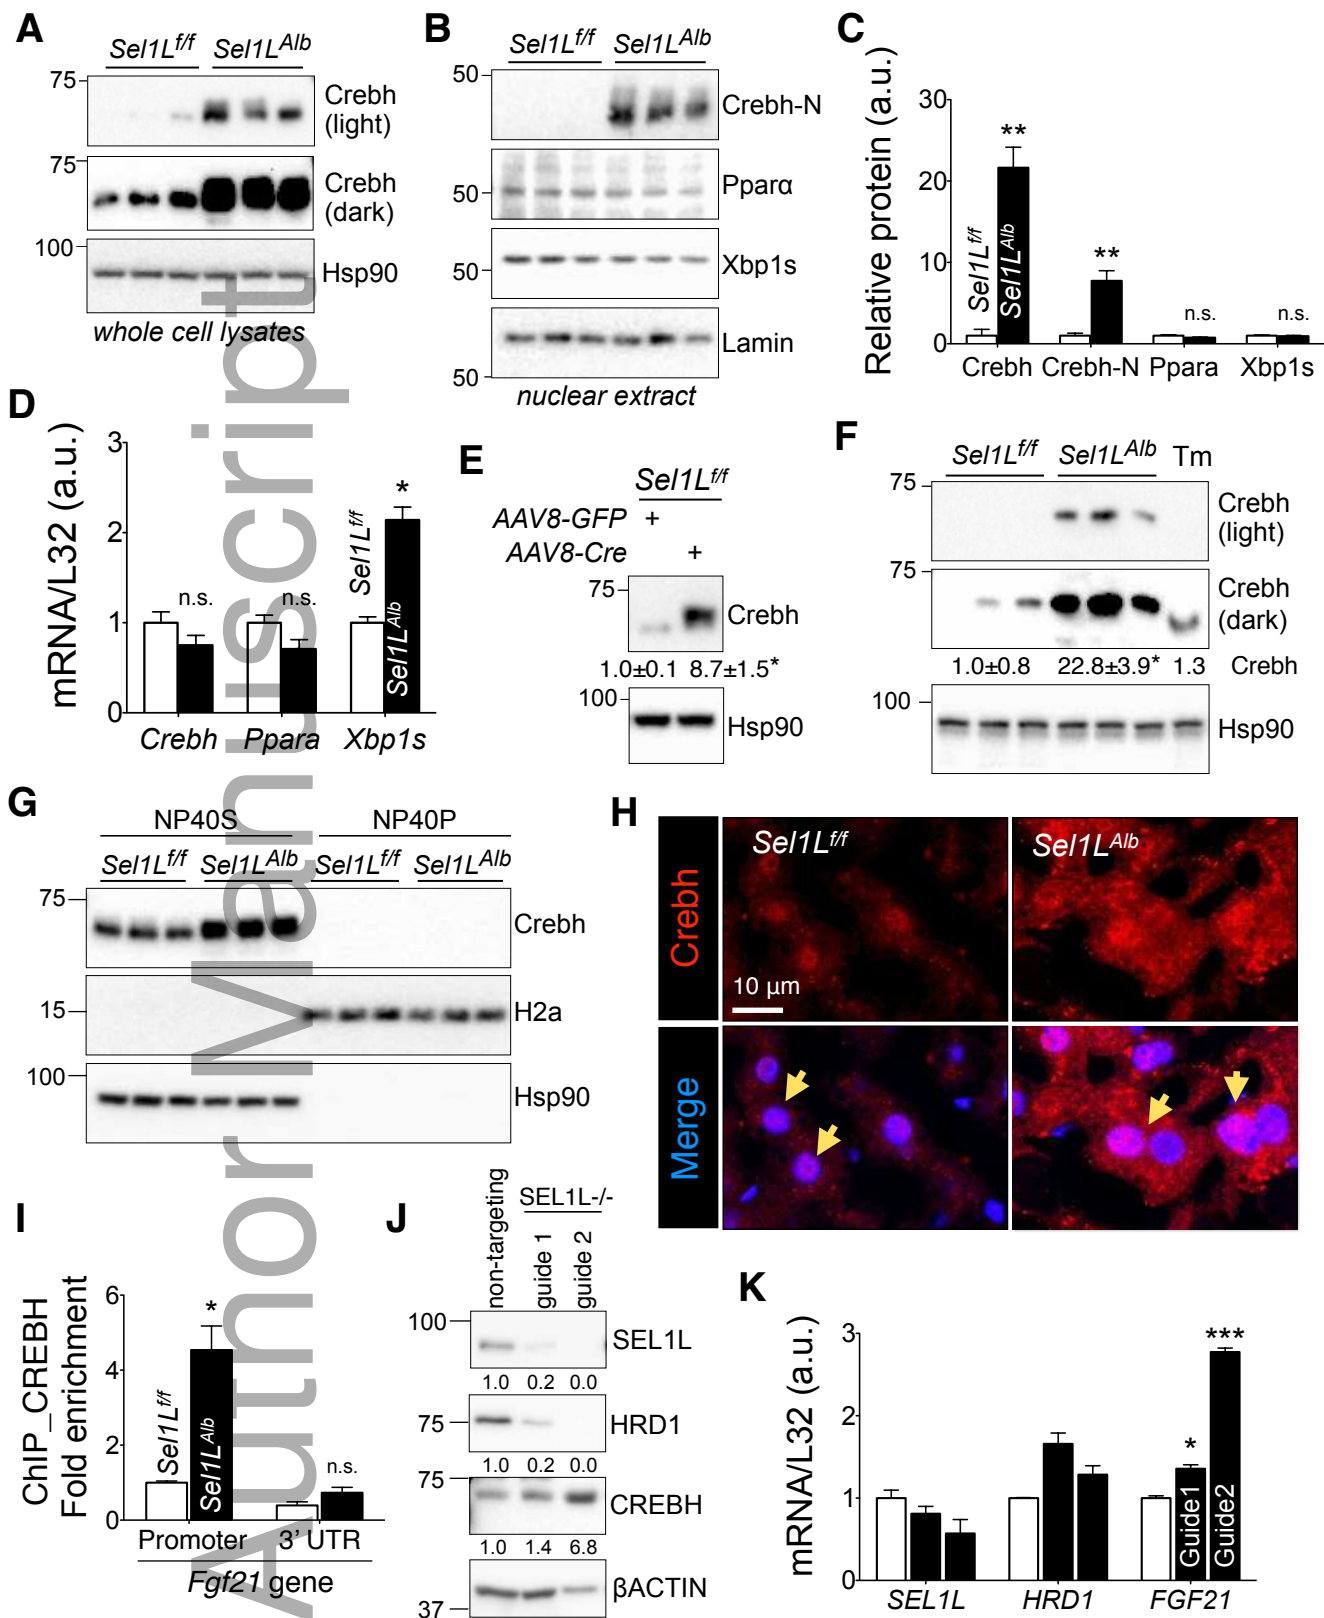 A
Sel1Lf/f Sel1LAlb
75
Crebh
(light)
75
Crebh
(dark)
100
Hsp90
whole cell lysates
B
Sel1Lf/f Sel1LAlb
50
Crebh-N
50
Pparα
50
Xbp1s
Lamin
50
nuclear extract
C
Relative protein (a.u.)
30
20
10
0
Sel1Lf/f
Sel1LAlb
**
**
n.s.
n.s.
Crebh Crebh-N Ppara Xbp1s
D
mRNA/L32 (a.u.)
3
2
1
0
n.s.
n.s.
*
Sel1Lf/f
Sel1LAlb
Crebh Ppara Xbp1s
E
Sel1Lf/f
AAV8-GFP +
AAV8-Cre +
75
Crebh
1.0±0.1 8.7±1.5*
100
Hsp90
F
Sel1Lf/f Sel1LAlb Tm
75
Crebh
(light)
75
Crebh
(dark)
1.0±0.8 22.8±3.9* 1.3 Crebh
100
Hsp90
G
NP40S NP40P
Sel1Lf/f Sel1LAlb Sel1Lf/f Sel1LAlb
75
Crebh
15
H2a
100
Hsp90
H
Sel1Lf/f Sel1LAlb
Crebh
10 μm
Merge
I
ChIP_CREBH
Fold enrichment
6
4
2
0
Sel1Lf/f
Sel1LAlb
*
n.s.
Promoter 3’ UTR
Fgf21 gene
J
non-targeting
SEL1L-/-
guide 1
guide 2
100
SEL1L
1.0 0.2 0.0
75
HRD1
1.0 0.2 0.0
75
CREBH
1.0 1.4 6.8
βACTIN
37
K
mRNA/L32 (a.u.)
3
2
1
0
*
***
Guide1
Guide2
SEL1L HRD1 FGF21
Author Manuscript